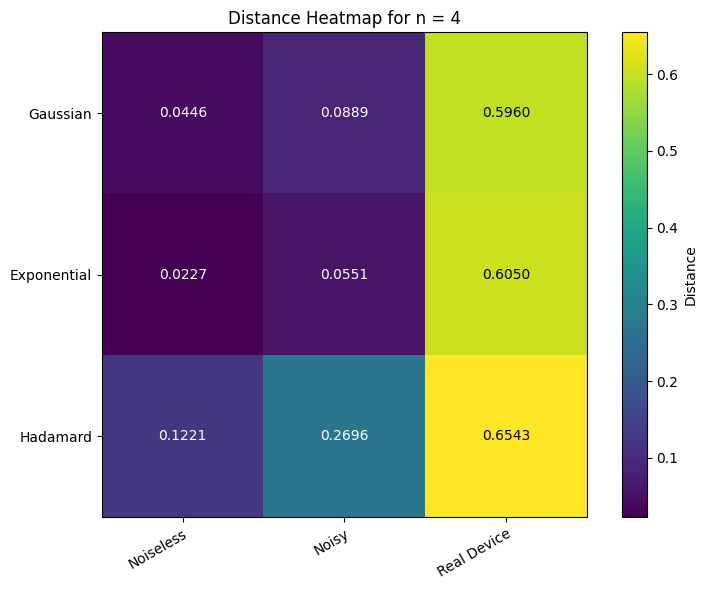 Distance Heatmap for n = 4
Gaussian
0.0446
0.0889
0.5960
Exponential
0.0227
0.0551
0.6050
Hadamard
0.1221
0.2696
0.6543
Noiseless
Noisy
Real Device
0.6
0.5
0.4
0.3
0.2
0.1
Distance